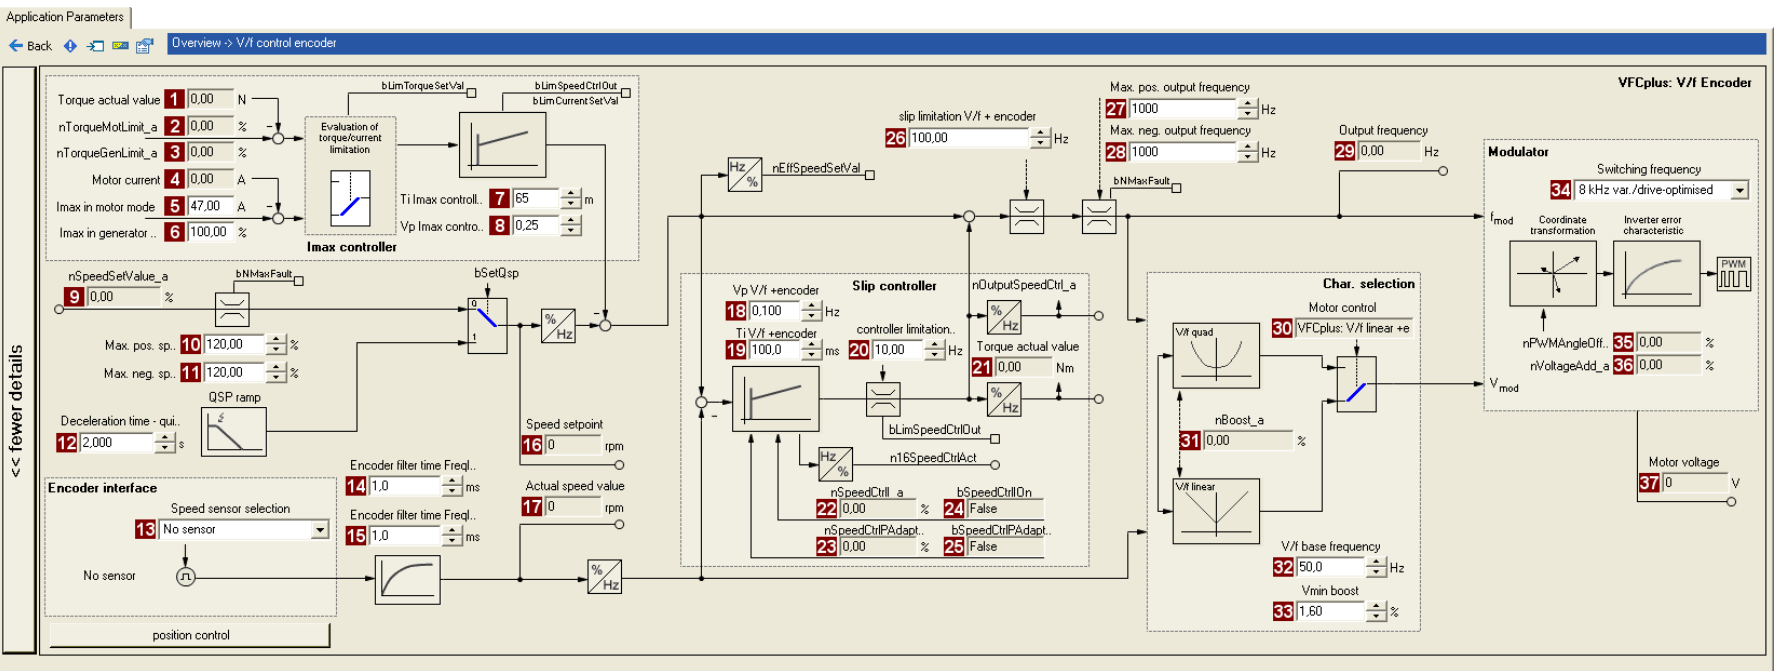 Application Parameters
Back
Overview -> V/f control encoder
<< fewer details
VFCplus: V/f Encoder
Torque actual value 1 0,00 N
nTorqueMotLimit_a 2 0,00 %
nTorqueGenLimit_a 3 0,00 %
Motor current 4 0,00 A
Imax in motor mode 5 47,00 A
Imax in generator .. 6 100,00 %
Evaluation of
torque/current
limitation
bLimTorqueSetVal
bLimSpeedCtrlOut
bLimCurrentSetVal
Ti Imax controll.. 7 65 m
Vp Imax contro.. 8 0,25
Imax controller
nSpeedSetValue_a
9 0,00 %
bNMaxFault
Max. pos. sp.. 10 120,00 %
Max. neg. sp.. 11 120,00 %
bSetQsp
0
1
% Hz
QSP ramp
S
Deceleration time - qui..
12 2,000 s
Encoder interface
Speed sensor selection
13 No sensor
No sensor
position control
Encoder filter time FreqI..
14 1,0 ms
Encoder filter time FreqI..
15 1,0 ms
Speed setpoint
16 0 rpm
Actual speed value
17 0 rpm
% Hz
Hz %
nEffSpeedSetVal
Slip controller
Vp V/f +encoder
18 0,100 Hz
Ti V/f +encoder
19 100,0 ms
controller limitation..
20 10,00 Hz
nOutputSpeedCtrl_a
% Hz
Torque actual value
21 0,00 Nm
% Hz
bLimSpeedCtrlOut
Hz %
n16SpeedCtrlAct
nSpeedCtrlI_a
22 0,00 %
nSpeedCtrlPAdapt..
23 0,00 %
bSpeedCtrlIOn
24 False
bSpeedCtrlPAdapt..
25 False
slip limitation V/f + encoder
26 100,00 Hz
Max. pos. output frequency
27 1000 Hz
Max. neg. output frequency
28 1000 Hz
bNMaxFault
Output frequency
29 0,00 Hz
Char. selection
Motor control
30 VFCplus: V/f linear +e
V/f quad
nBoost_a
31 0,00 %
V/f linear
V/f base frequency
32 50,0 Hz
Vmin boost
33 1,60 %
Modulator
Switching frequency
34 8 kHz var./drive-optimised
fmod
Vmod
Coordinate
transformation
Inverter error
characteristic
PWM
nPWMAngleOff.. 35 0,00 %
nVoltageAdd_a 36 0,00 %
Motor voltage
37 0 V